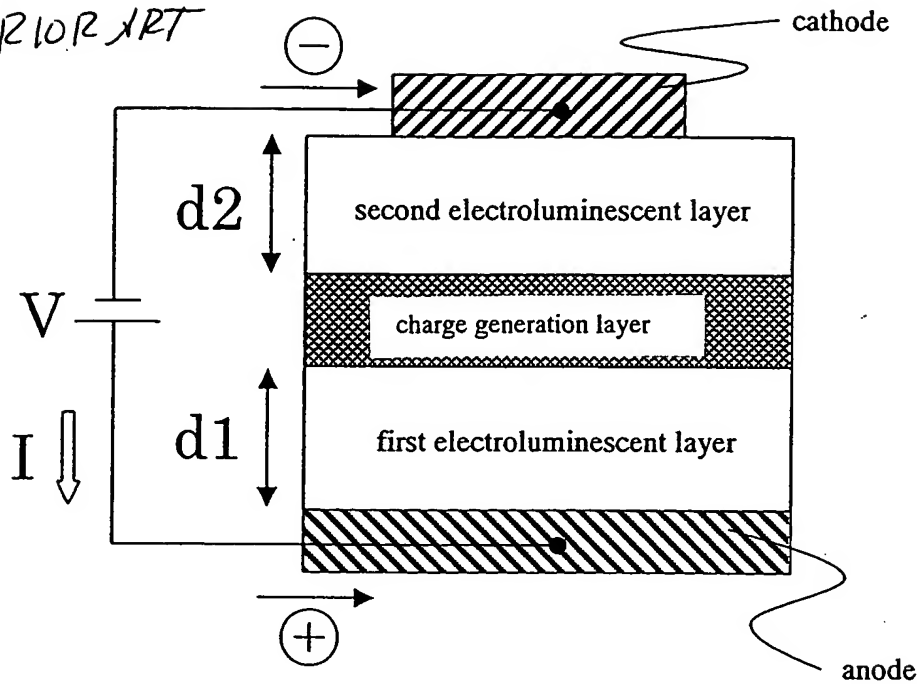 PRIOR ART
cathode
−
d2
second electroluminescent layer
V
charge generation layer
I
d1
first electroluminescent layer
+
anode